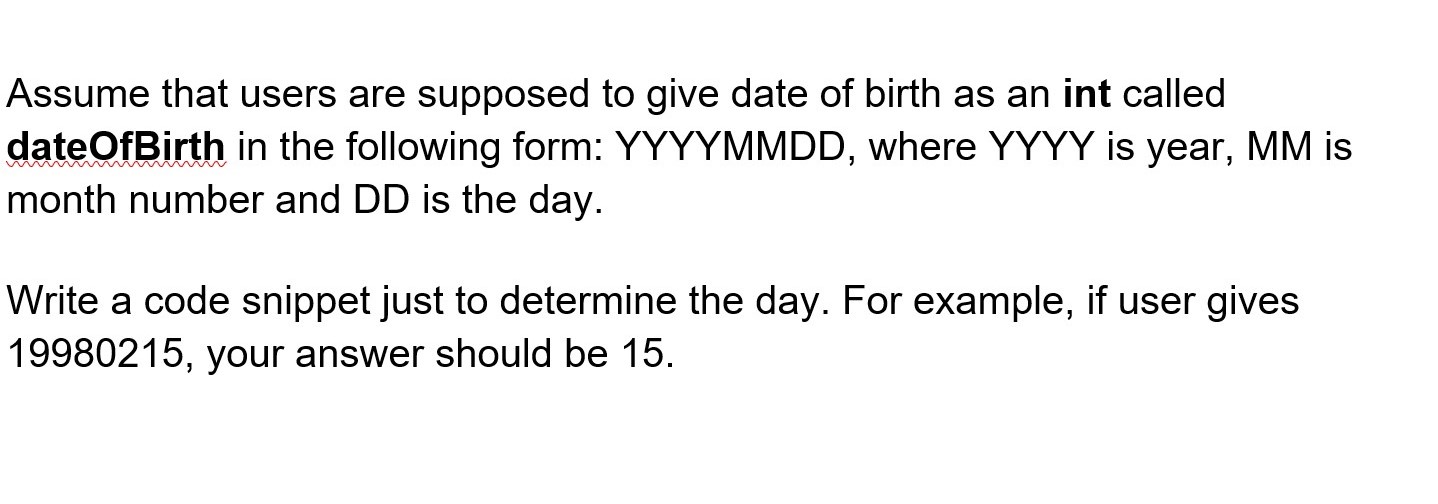 Assume that users are supposed to give date of birth as an int called
dateOfBirth in the following form: YYYYMMDD, where YYYY is year, MM is
month number and DD is the day.
Write a code snippet just to determine the day. For example, if user gives
19980215, your answer should be 15.